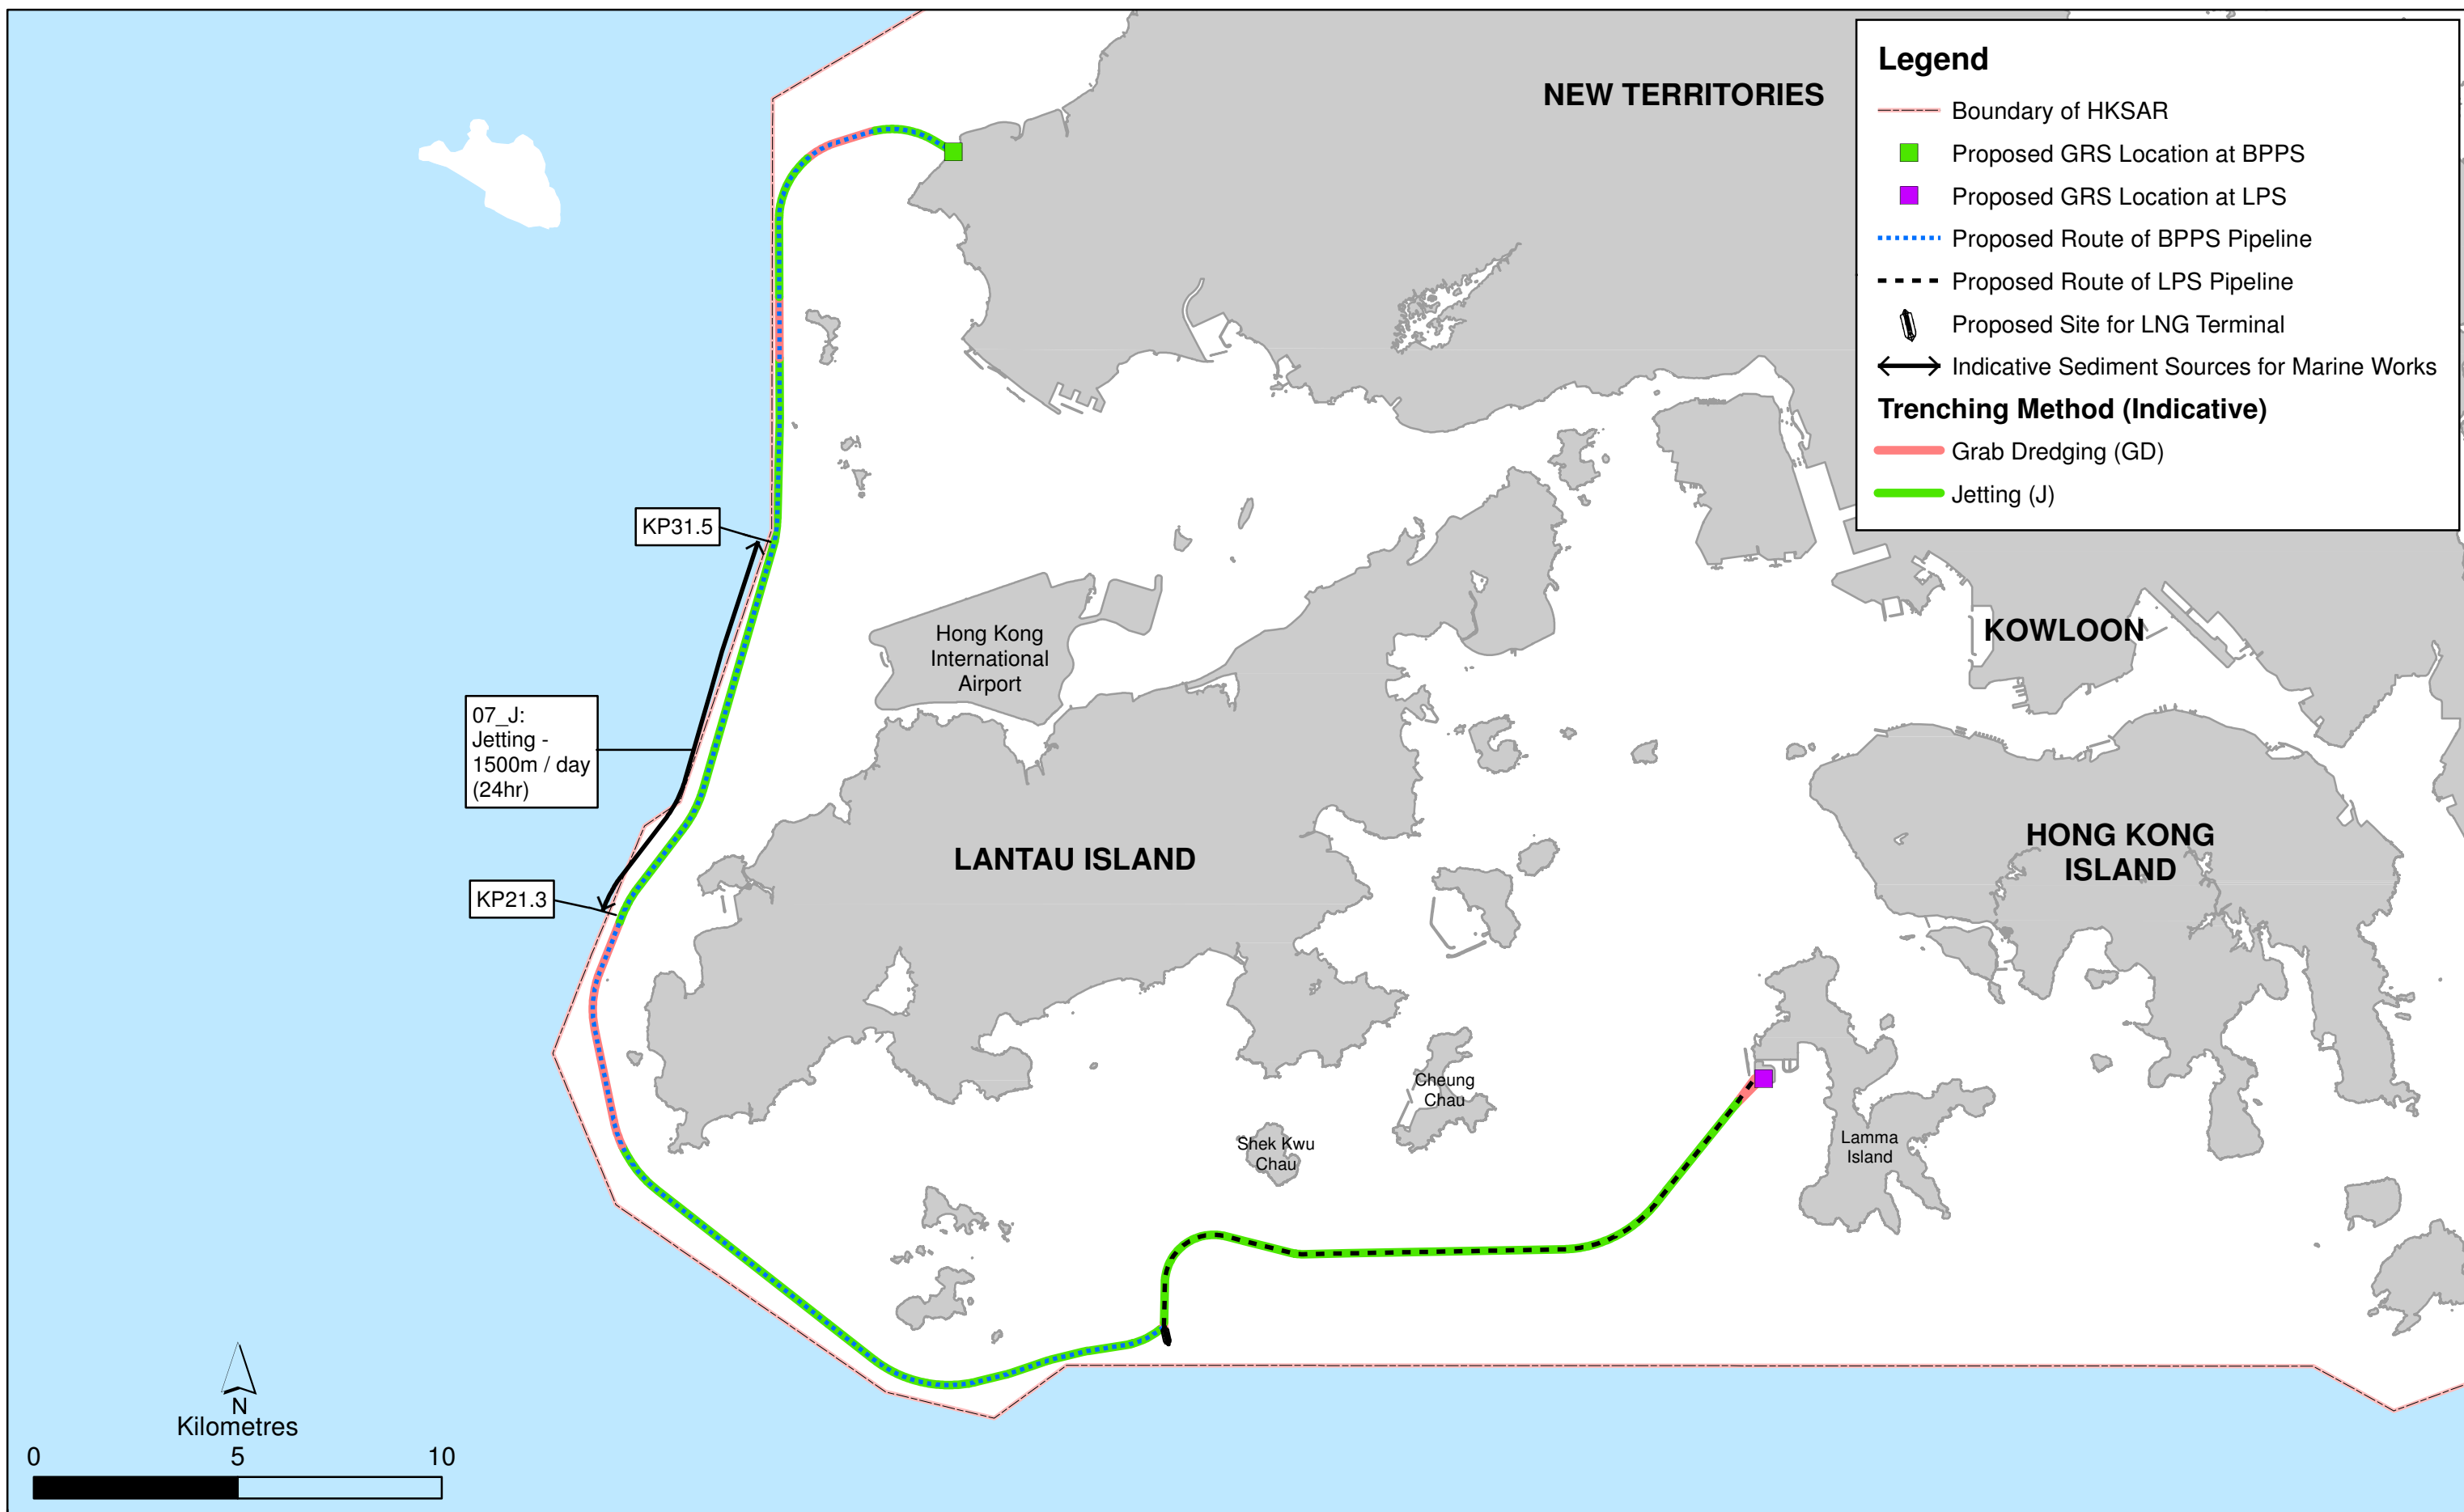 NEW TERRITORIES
Legend
Boundary of HKSAR
Proposed GRS Location at BPPS
Proposed GRS Location at LPS
Proposed Route of BPPS Pipeline
Proposed Route of LPS Pipeline
Proposed Site for LNG Terminal
Indicative Sediment Sources for Marine Works
Trenching Method (Indicative)
Grab Dredging (GD)
Jetting (J)
KP31.5
Hong Kong
International
Airport
KOWLOON
07_J:
Jetting -
1500m / day
(24hr)
LANTAU ISLAND
HONG KONG
ISLAND
KP21.3
Cheung
Chau
Shek Kwu
Chau
Lamma
Island
N
Kilometres
0 5 10